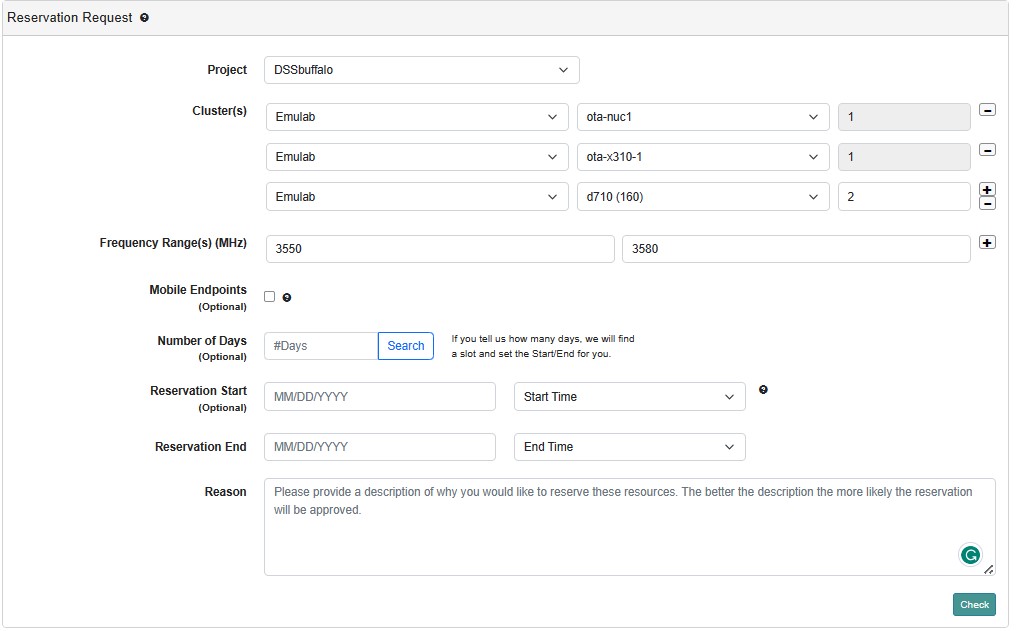 Reservation Request
Project DSSbuffalo
Cluster(s) Emulab ota-nuc1 1
Emulab ota-x310-1 1
Emulab d710 (160) 2
Frequency Range(s) (MHz) 3550 3580
Mobile Endpoints
(Optional)
Number of Days
(Optional)
#Days Search
If you tell us how many days, we will find
a slot and set the Start/End for you.
Reservation Start
(Optional)
MM/DD/YYYY Start Time
Reservation End MM/DD/YYYY End Time
Reason
Please provide a description of why you would like to reserve these resources. The better the description the more likely the reservation
will be approved.
Check